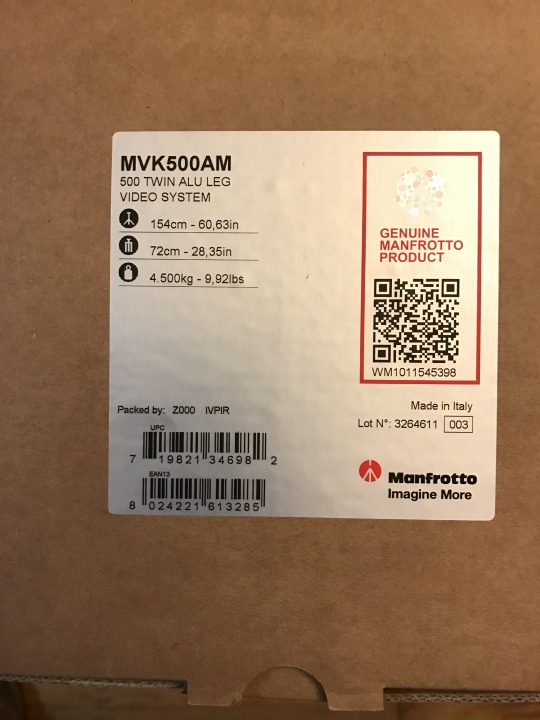 MVK500AM
500 TWIN ALU LEG
VIDEO SYSTEM
154cm - 60,63in
72cm - 28,35in
4.500kg - 9,92lbs
GENUINE
MANFROTTO
PRODUCT
WM1011545398
Packed by: Z000 IVPIR
Made in Italy
Lot N°: 3264611 003
UPC
7 19821 34698 2
EAN13
8 024221 613285
Manfrotto
Imagine More